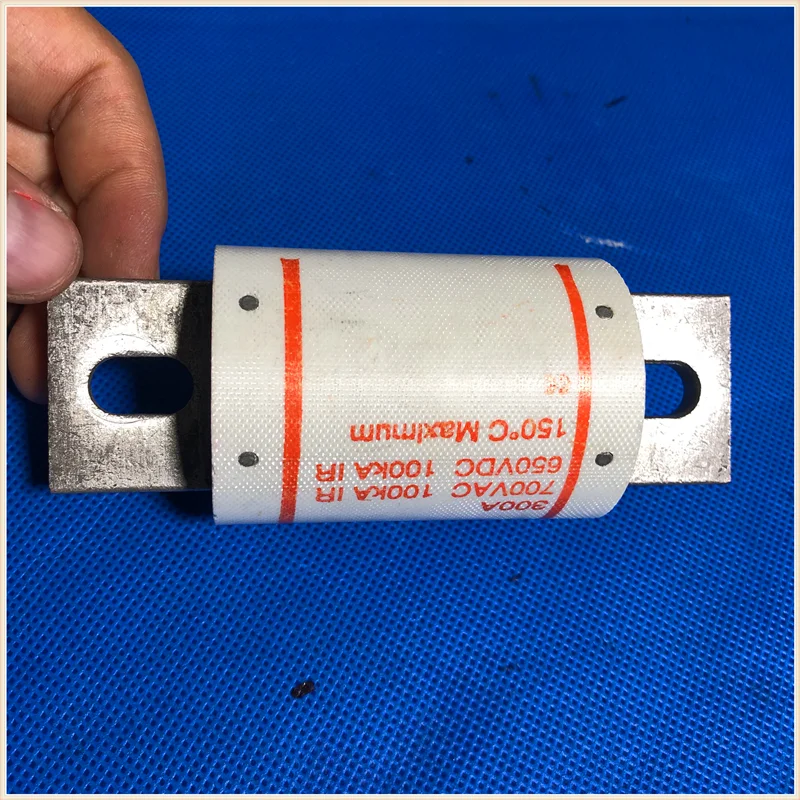 300A
700VAC 100kA IR
650VDC 100kA IR
150°C Maximum